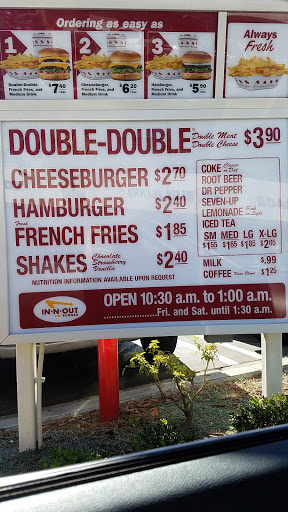 Ordering as easy as
Always
Fresh
1
Double-Double,
French Fries, and
Medium Drink
$7.40
2
Cheeseburger,
French Fries, and
Medium Drink
$6.20
3
Hamburger,
French Fries, and
Medium Drink
$5.90
DOUBLE-DOUBLE Double Meat Double Cheese $3.90
CHEESEBURGER $2.70
HAMBURGER $2.40
Fresh
FRENCH FRIES $1.85
SHAKES Chocolate Strawberry Vanilla $2.40
COKE Classic or Diet
ROOT BEER
DR PEPPER
SEVEN-UP
LEMONADE
ICED TEA
SM MED LG X-LG
$1.55 $1.65 $1.85 $2.05
MILK $.99
COFFEE $1.25
NUTRITION INFORMATION AVAILABLE UPON REQUEST
IN-N-OUT
BURGER
OPEN 10:30 a.m. to 1:00 a.m.
Fri. and Sat. until 1:30 a.m.